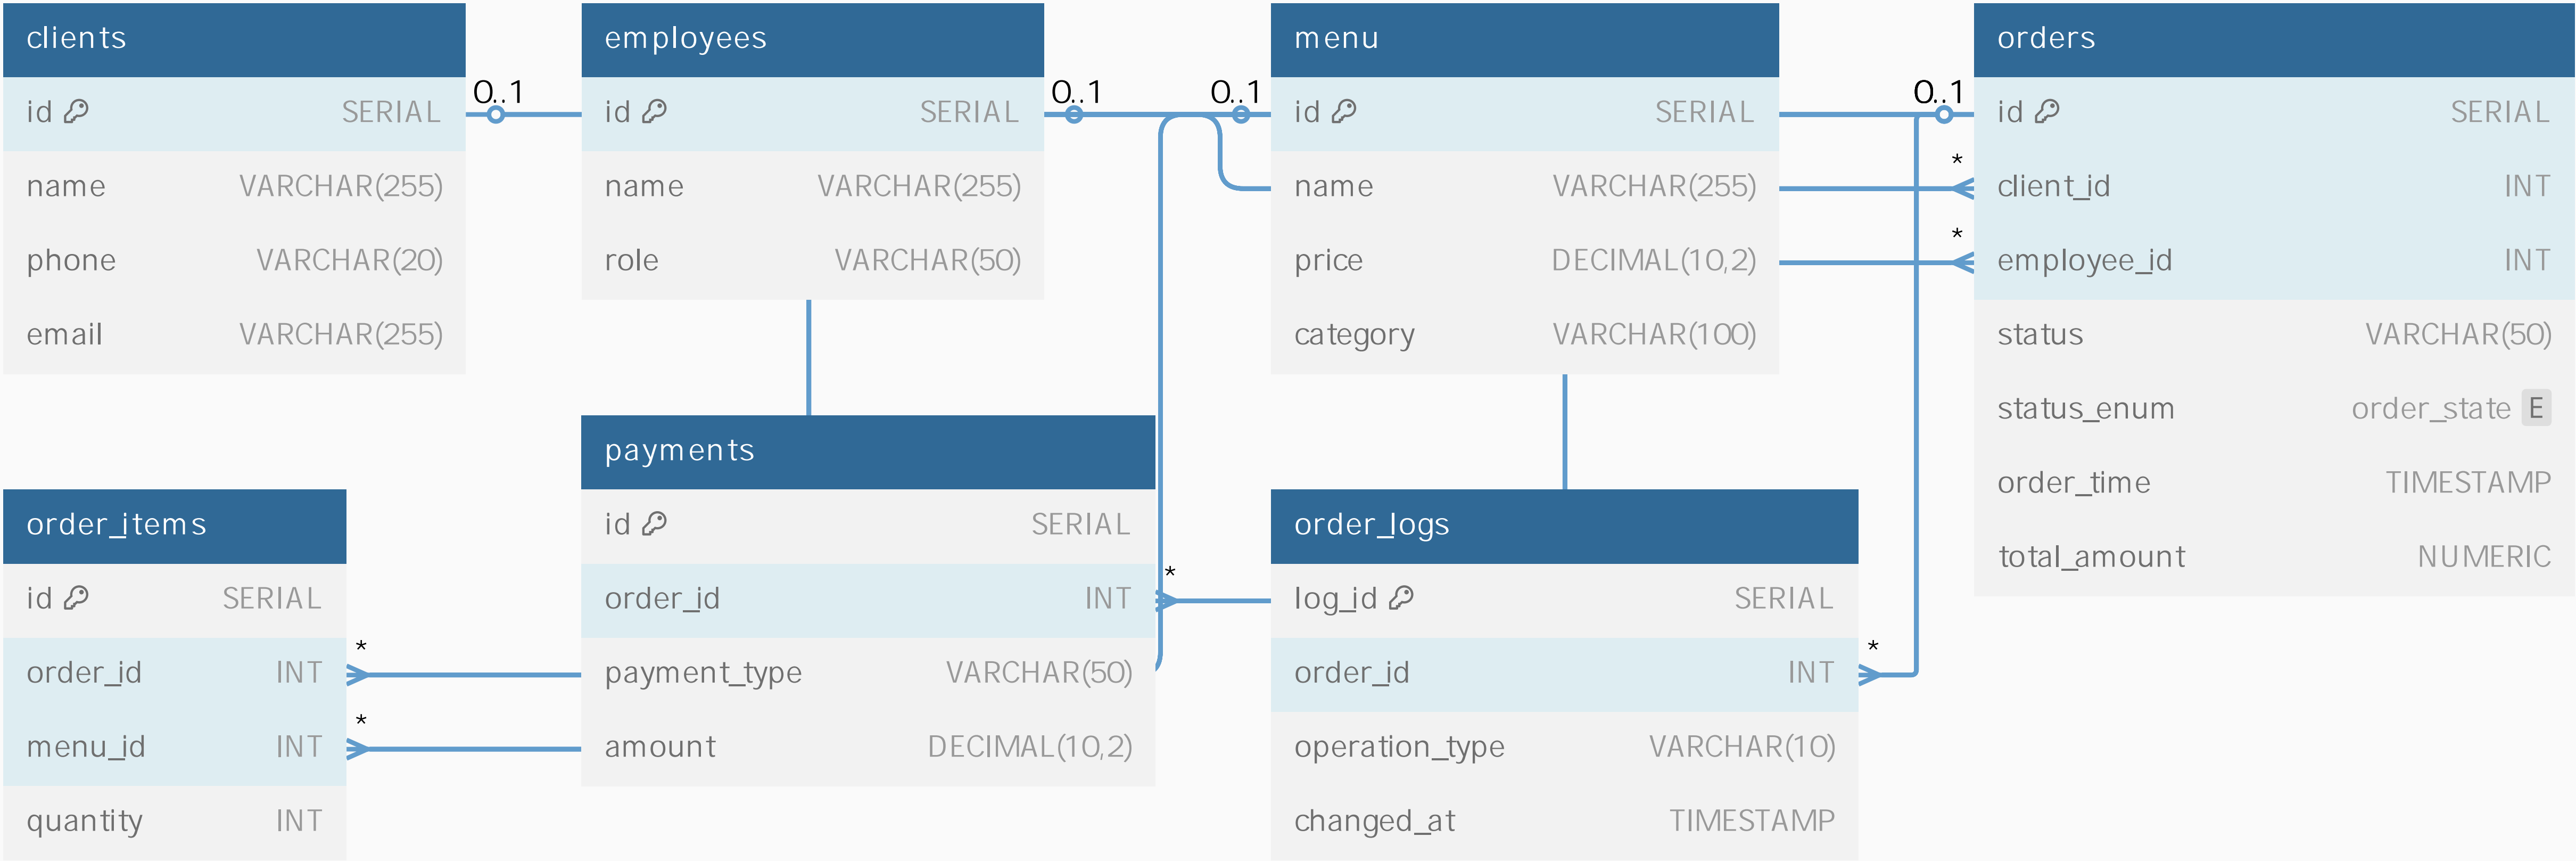 clients
0..1
id SERIAL
name VARCHAR(255)
phone VARCHAR(20)
email VARCHAR(255)
employees
0..1
id SERIAL
name VARCHAR(255)
role VARCHAR(50)
menu
0..1
id SERIAL
name VARCHAR(255)
price DECIMAL(10,2)
category VARCHAR(100)
orders
0..1
id SERIAL
*
client_id INT
*
employee_id INT
status VARCHAR(50)
status_enum order_state E
order_time TIMESTAMP
total_amount NUMERIC
order_items
id SERIAL
*
order_id INT
*
menu_id INT
quantity INT
payments
id SERIAL
*
order_id INT
payment_type VARCHAR(50)
amount DECIMAL(10,2)
order_logs
log_id SERIAL
*
order_id INT
operation_type VARCHAR(10)
changed_at TIMESTAMP